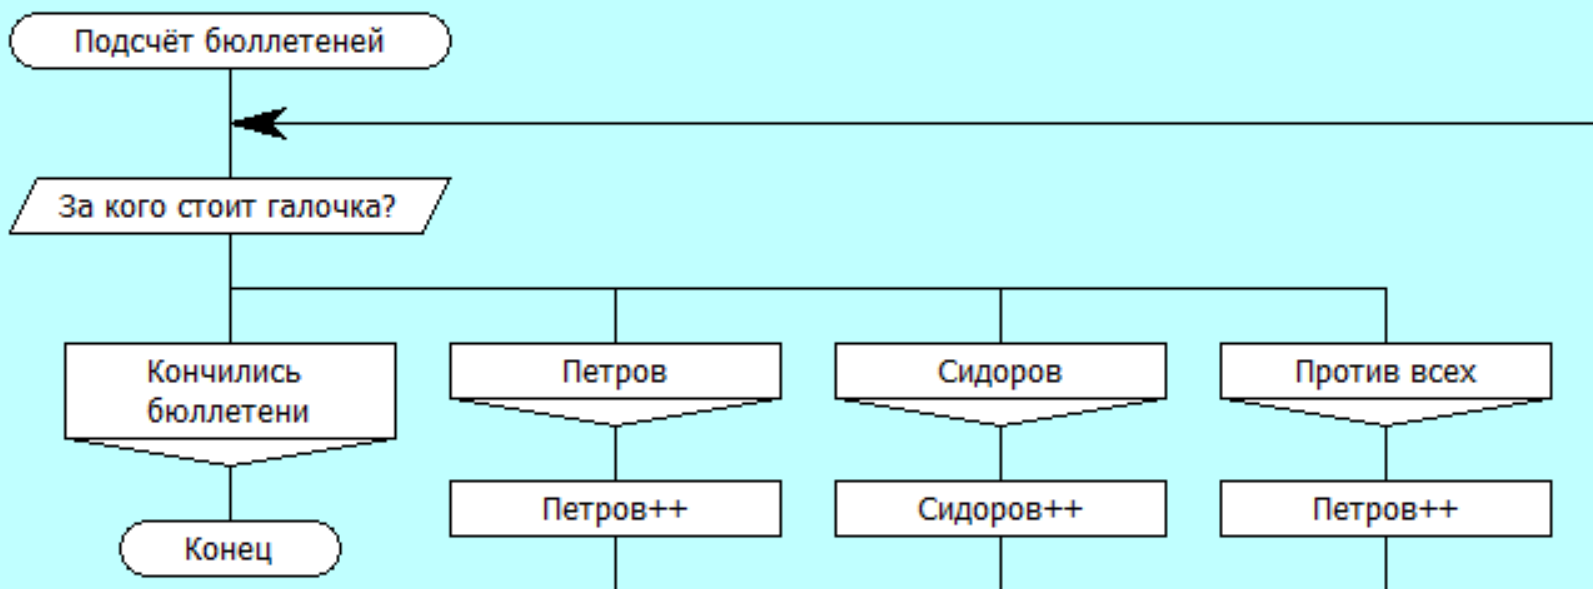 Подсчёт бюллетеней
За кого стоит галочка?
Кончились
бюллетени
Петров
Сидоров
Против всех
Петров++
Сидоров++
Петров++
Конец